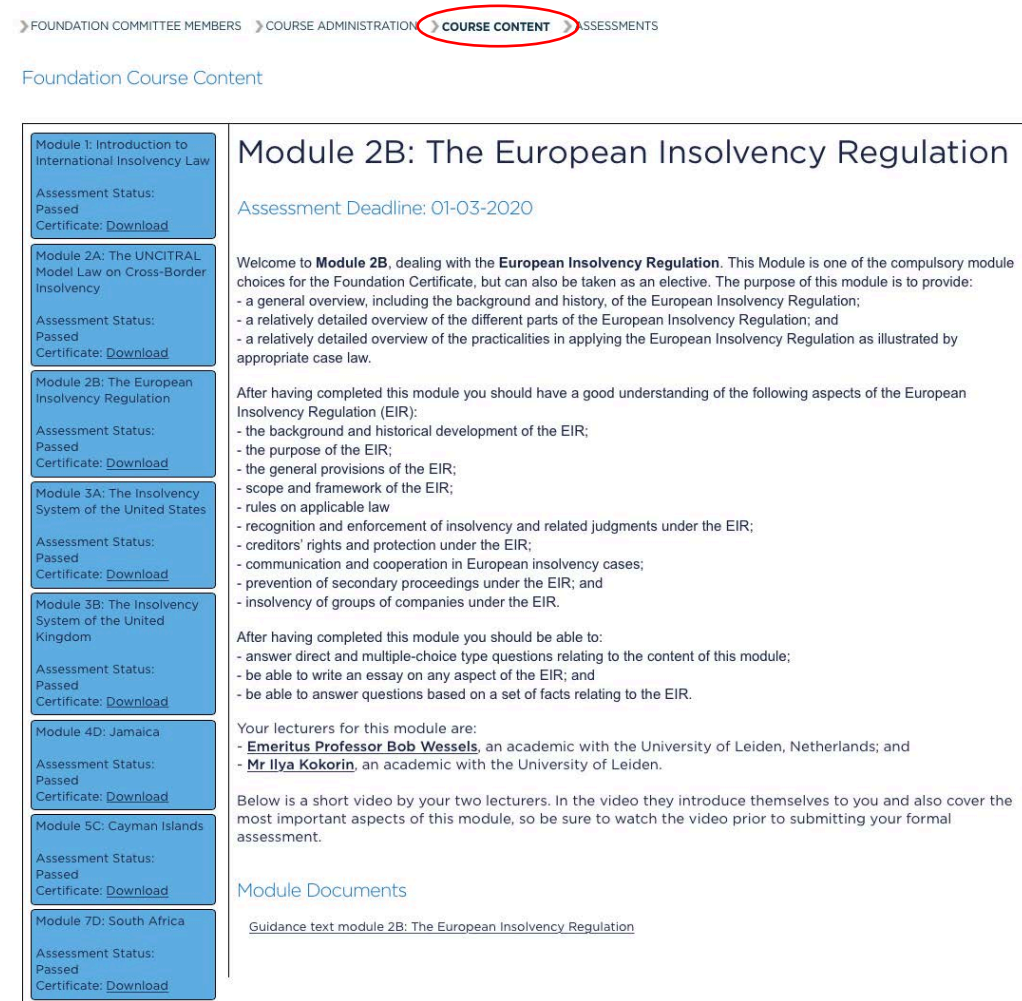 FOUNDATION COMMITTEE MEMBERS COURSE ADMINISTRATION COURSE CONTENT ASSESSMENTS
Foundation Course Content
Module 1: Introduction to
International Insolvency Law
Assessment Status:
Passed
Certificate: Download
Module 2A: The UNCITRAL
Model Law on Cross-Border
Insolvency
Assessment Status:
Passed
Certificate: Download
Module 2B: The European
Insolvency Regulation
Assessment Status:
Passed
Certificate: Download
Module 3A: The Insolvency
System of the United States
Assessment Status:
Passed
Certificate: Download
Module 3B: The Insolvency
System of the United
Kingdom
Assessment Status:
Passed
Certificate: Download
Module 4D: Jamaica
Assessment Status:
Passed
Certificate: Download
Module 5C: Cayman Islands
Assessment Status:
Passed
Certificate: Download
Module 7D: South Africa
Assessment Status:
Passed
Certificate: Download
Module 2B: The European Insolvency Regulation
Assessment Deadline: 01-03-2020
Welcome to Module 2B, dealing with the European Insolvency Regulation. This Module is one of the compulsory module
choices for the Foundation Certificate, but can also be taken as an elective. The purpose of this module is to provide:
- a general overview, including the background and history, of the European Insolvency Regulation;
- a relatively detailed overview of the different parts of the European Insolvency Regulation; and
- a relatively detailed overview of the practicalities in applying the European Insolvency Regulation as illustrated by
appropriate case law.
After having completed this module you should have a good understanding of the following aspects of the European
Insolvency Regulation (EIR):
- the background and historical development of the EIR;
- the purpose of the EIR;
- the general provisions of the EIR;
- scope and framework of the EIR;
- rules on applicable law
- recognition and enforcement of insolvency and related judgments under the EIR;
- creditors' rights and protection under the EIR;
- communication and cooperation in European insolvency cases;
- prevention of secondary proceedings under the EIR; and
- insolvency of groups of companies under the EIR.
After having completed this module you should be able to:
- answer direct and multiple-choice type questions relating to the content of this module;
- be able to write an essay on any aspect of the EIR; and
- be able to answer questions based on a set of facts relating to the EIR.
Your lecturers for this module are:
- Emeritus Professor Bob Wessels, an academic with the University of Leiden, Netherlands; and
- Mr Ilya Kokorin, an academic with the University of Leiden.
Below is a short video by your two lecturers. In the video they introduce themselves to you and also cover the
most important aspects of this module, so be sure to watch the video prior to submitting your formal
assessment.
Module Documents
Guidance text module 2B: The European Insolvency Regulation